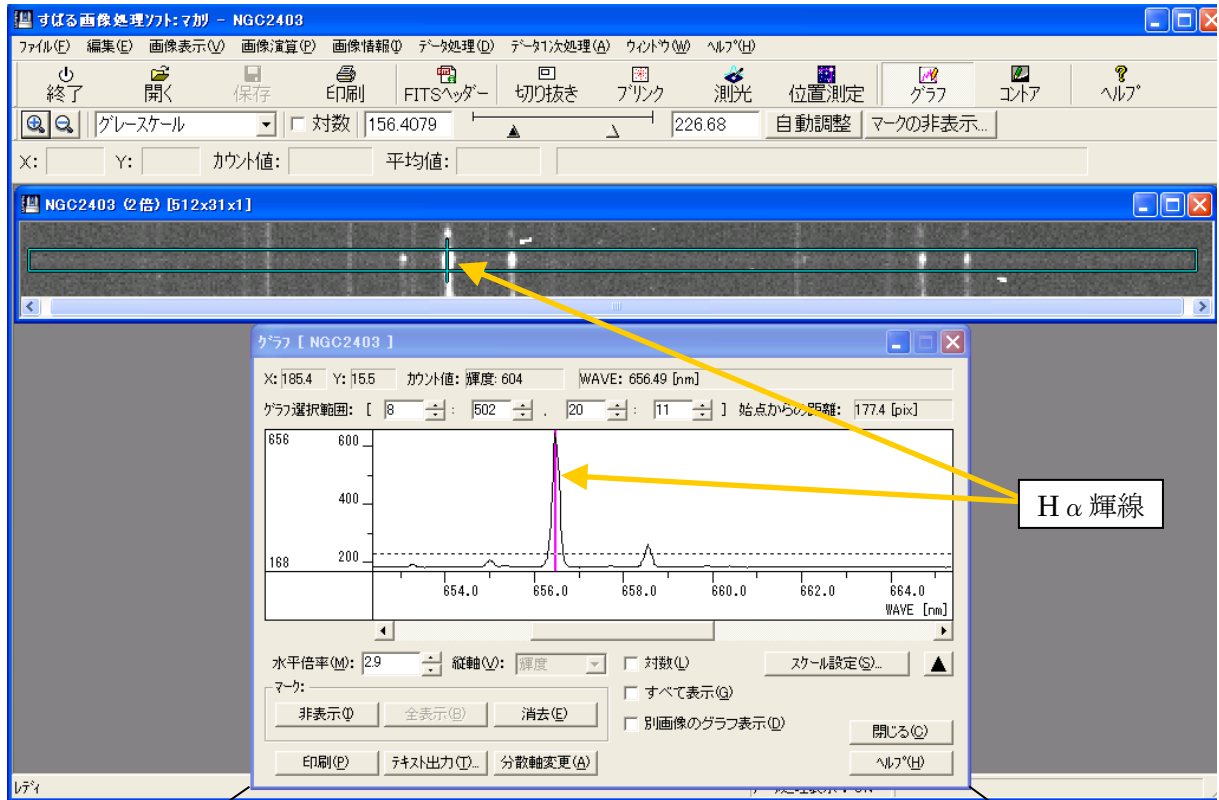 すばる画像処理ソフト:マカリ - NGC2403
ファイル(F) 編集(E) 画像表示(V) 画像演算(P) 画像情報(I) データ処理(D) データ1次処理(A) ウィンドウ(W) ヘルプ(H)
終了 開く 保存 印刷 FITSヘッダー 切り抜き ブリンク 測光 位置測定 グラフ コントア ヘルプ
グレースケール 対数 156.4079 226.68 自動調整 マークの非表示...
X: Y: カウント値: 平均値:
NGC2403 (2倍) [512x31x1]
グラフ [ NGC2403 ]
X: 185.4 Y: 15.5 カウント値: 輝度: 604 WAVE: 656.49 [nm]
グラフ選択範囲: [ 8 : 502 , 20 : 11 ] 始点からの距離: 177.4 [pix]
656 600
400
168 200
Hα輝線
654.0 656.0 658.0 660.0 662.0 664.0
WAVE [nm]
水平倍率(M): 2.9 縦軸(V): 輝度 対数(L) スケール設定(S)...
マーク: すべて表示(G)
非表示(I) 全表示(B) 消去(E) 別画像のグラフ表示(D)
閉じる(C)
印刷(P) テキスト出力(T)... 分散軸変更(A) ヘルプ(H)
レディ